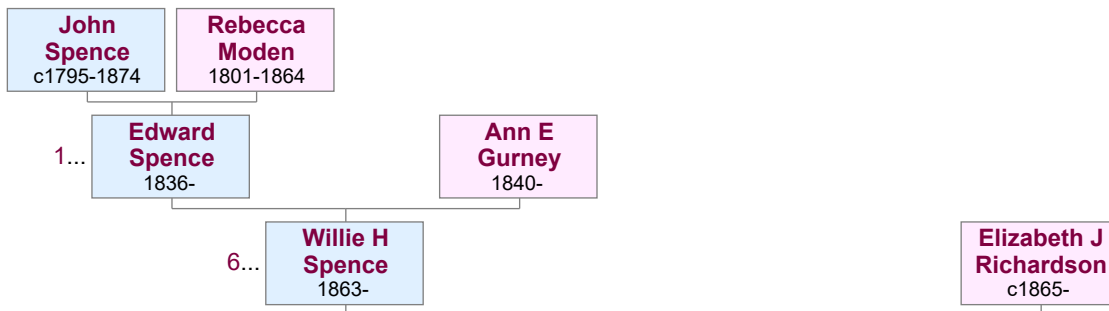 John
Spence
c1795-1874
Rebecca
Moden
1801-1864
1...
Edward
Spence
1836-
Ann E
Gurney
1840-
6...
Willie H
Spence
1863-
Elizabeth J
Richardson
c1865-